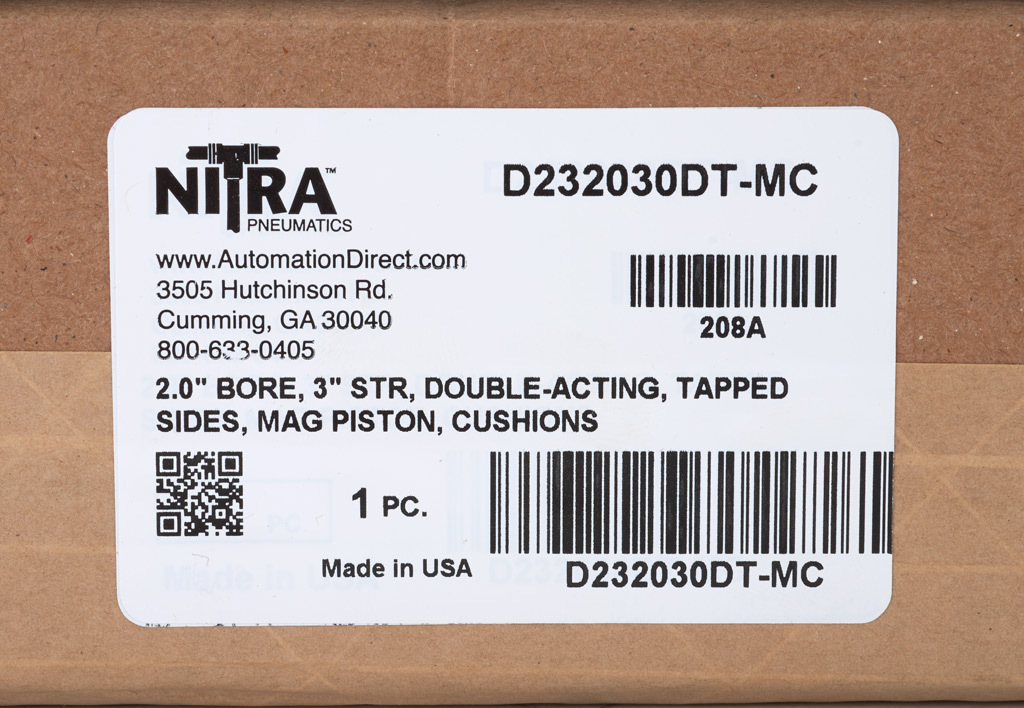 NITRA™
PNEUMATICS
D232030DT-MC
www.AutomationDirect.com
3505 Hutchinson Rd.
Cumming, GA 30040
800-633-0405
208A
2.0" BORE, 3" STR, DOUBLE-ACTING, TAPPED
SIDES, MAG PISTON, CUSHIONS
1 PC.
Made in USA
D232030DT-MC